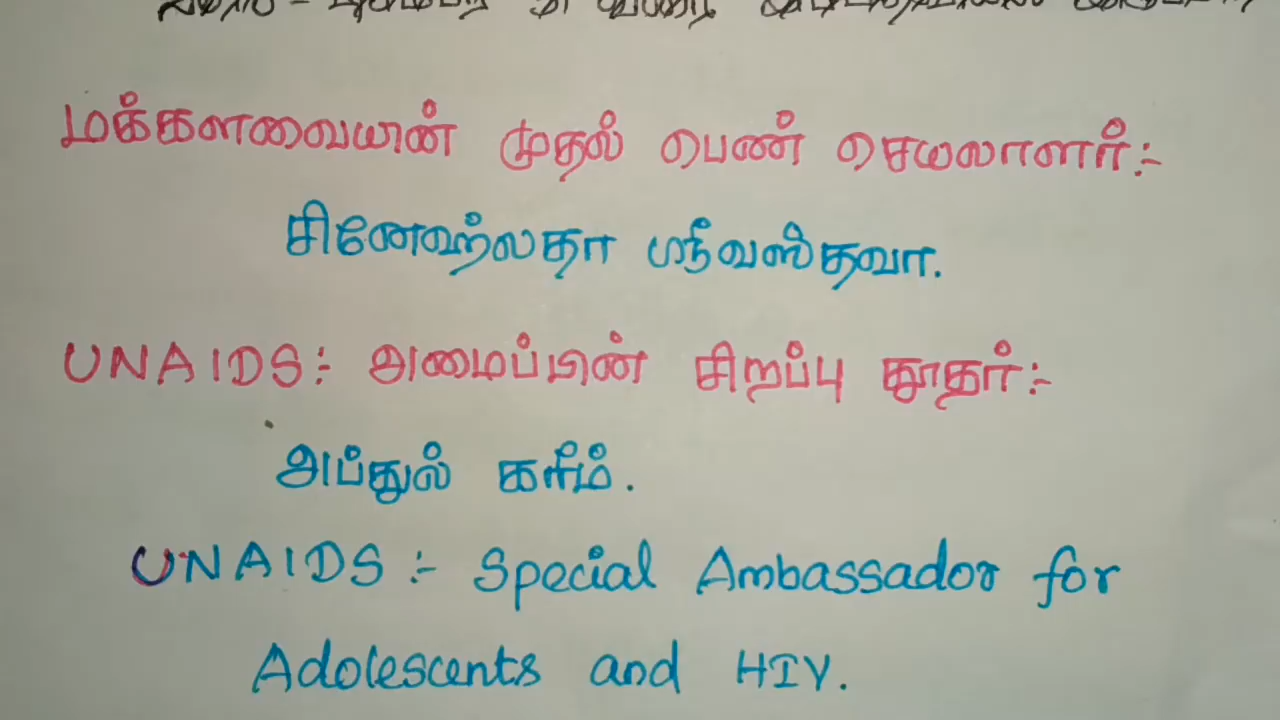 மக்களவையின் முதல் பெண் செயலாளர்:-
சினேஹ்லதா ஸ்ரீவஸ்தவா.
UNAIDS:- அமைப்பின் சிறப்பு தூதர்:-
அப்துல் கரீம்.
UNAIDS:- Special Ambassador for
Adolescents and HIV.